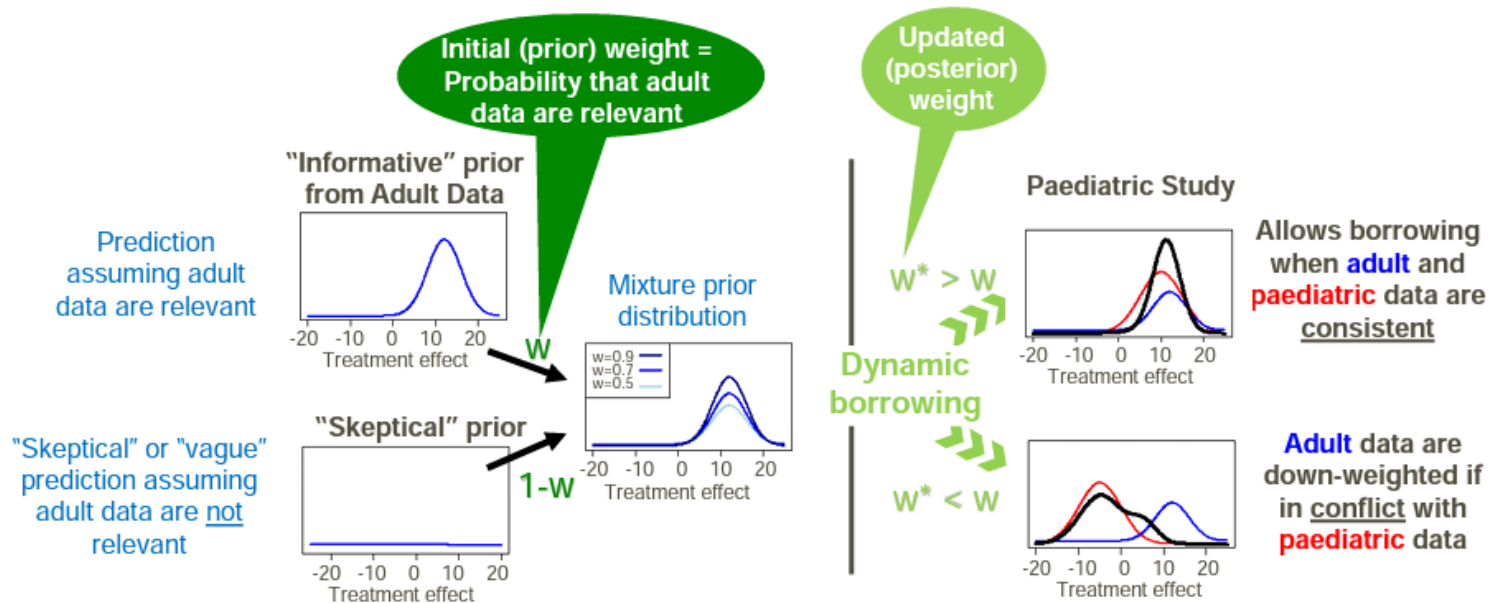 Initial (prior) weight =
Probability that adult
data are relevant
Updated
(posterior)
weight
"Informative" prior
from Adult Data
Prediction
assuming adult
data are relevant
-20 -10 0 10 20
Treatment effect
w
"Skeptical" or "vague"
prediction assuming
adult data are not
relevant
"Skeptical" prior
-20 -10 0 10 20
Treatment effect
1-w
Mixture prior
distribution
w=0.9
w=0.7
w=0.5
-20 -10 0 10 20
Treatment effect
Dynamic
borrowing
w* > w
w* < w
Paediatric Study
-20 -10 0 10 20
Treatment effect
Allows borrowing
when adult and
paediatric data are
consistent
-20 -10 0 10 20
Treatment effect
Adult data are
down-weighted if
in conflict with
paediatric data